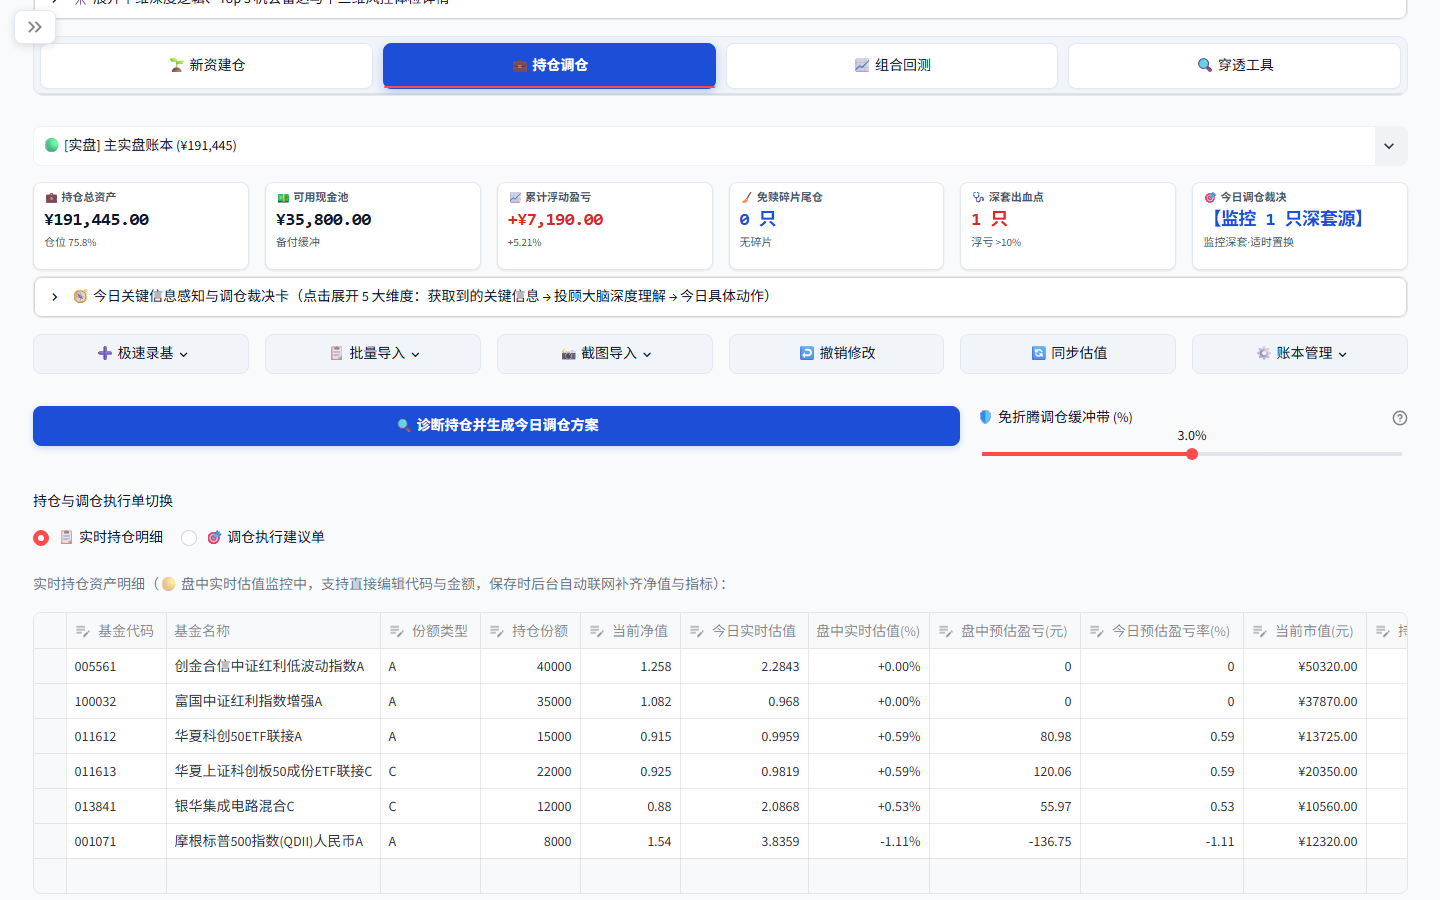 新资建仓
持仓调仓
组合回测
穿透工具
[实盘] 主实盘账本 (¥191,445)
持仓总资产
¥191,445.00
仓位 75.8%
可用现金池
¥35,800.00
备付缓冲
累计浮动盈亏
+¥7,190.00
+5.21%
免赎碎片尾仓
0 只
无碎片
深套出血点
1 只
浮亏 >10%
今日调仓裁决
【监控 1 只深套源】
监控深套·适时置换
今日关键信息感知与调仓裁决卡（点击展开 5 大维度：获取到的关键信息 → 投顾大脑深度理解 → 今日具体动作）
极速录基
批量导入
截图导入
撤销修改
同步估值
账本管理
诊断持仓并生成今日调仓方案
免折腾调仓缓冲带 (%)
3.0%
持仓与调仓执行单切换
实时持仓明细
调仓执行建议单
实时持仓资产明细（ 盘中实时估值监控中，支持直接编辑代码与金额，保存时后台自动联网补齐净值与指标）：
基金代码 基金名称 份额类型 持仓份额 当前净值 今日实时估值 盘中实时估值(%) 盘中预估盈亏(元) 今日预估盈亏率(%) 当前市值(元)
005561 创金合信中证红利低波动指数A A 40000 1.258 2.2843 +0.00% 0 0 ¥50320.00
100032 富国中证红利指数增强A A 35000 1.082 0.968 +0.00% 0 0 ¥37870.00
011612 华夏科创50ETF联接A A 15000 0.915 0.9959 +0.59% 80.98 0.59 ¥13725.00
011613 华夏上证科创板50成份ETF联接C C 22000 0.925 0.9819 +0.59% 120.06 0.59 ¥20350.00
013841 银华集成电路混合C C 12000 0.88 2.0868 +0.53% 55.97 0.53 ¥10560.00
001071 摩根标普500指数(QDII)人民币A A 8000 1.54 3.8359 -1.11% -136.75 -1.11 ¥12320.00